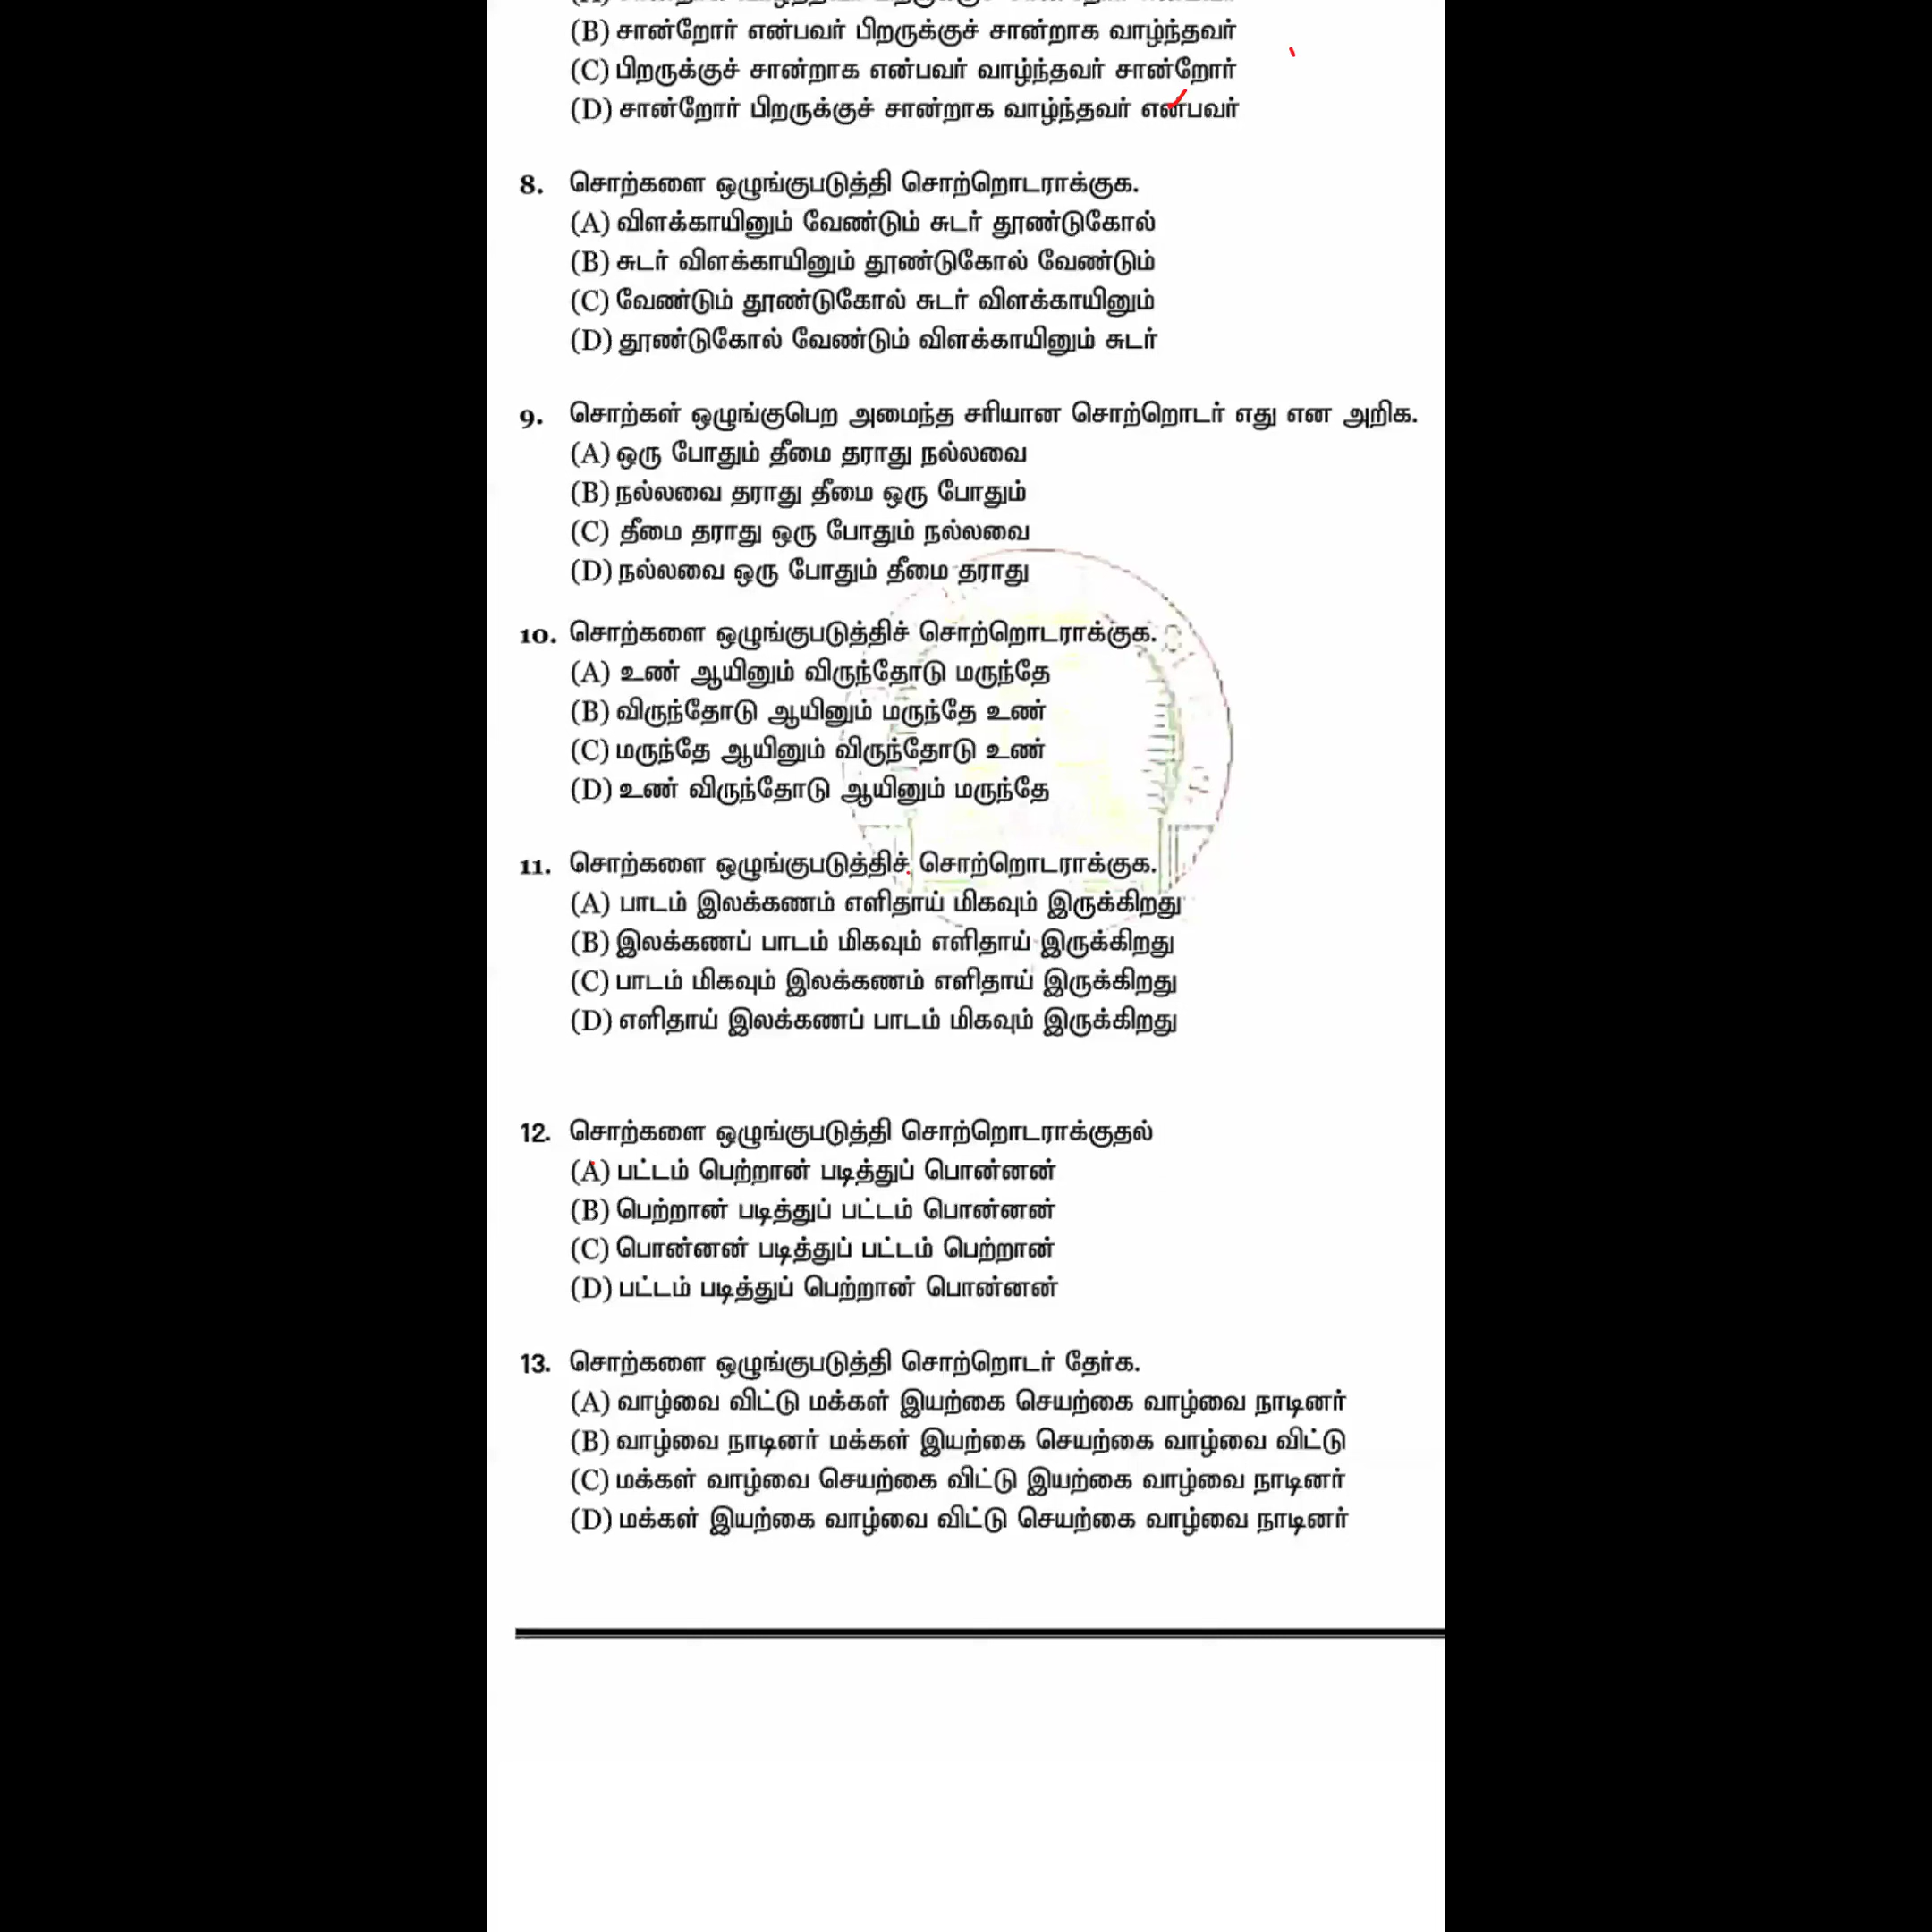 (B) சான்றோர் என்பவர் பிறருக்குச் சான்றாக வாழ்ந்தவர்
(C) பிறருக்குச் சான்றாக என்பவர் வாழ்ந்தவர் சான்றோர்
(D) சான்றோர் பிறருக்குச் சான்றாக வாழ்ந்தவர் என்பவர்
8. சொற்களை ஒழுங்குபடுத்தி சொற்றொடராக்குக.
(A) விளக்காயினும் வேண்டும் சுடர் தூண்டுகோல்
(B) சுடர் விளக்காயினும் தூண்டுகோல் வேண்டும்
(C) வேண்டும் தூண்டுகோல் சுடர் விளக்காயினும்
(D) தூண்டுகோல் வேண்டும் விளக்காயினும் சுடர்
9. சொற்கள் ஒழுங்குபெற அமைந்த சரியான சொற்றொடர் எது என அறிக.
(A) ஒரு போதும் தீமை தராது நல்லவை
(B) நல்லவை தராது தீமை ஒரு போதும்
(C) தீமை தராது ஒரு போதும் நல்லவை
(D) நல்லவை ஒரு போதும் தீமை தராது
10. சொற்களை ஒழுங்குபடுத்திச் சொற்றொடராக்குக.
(A) உண் ஆயினும் விருந்தோடு மருந்தே
(B) விருந்தோடு ஆயினும் மருந்தே உண்
(C) மருந்தே ஆயினும் விருந்தோடு உண்
(D) உண் விருந்தோடு ஆயினும் மருந்தே
11. சொற்களை ஒழுங்குபடுத்திச் சொற்றொடராக்குக.
(A) பாடம் இலக்கணம் எளிதாய் மிகவும் இருக்கிறது
(B) இலக்கணப் பாடம் மிகவும் எளிதாய் இருக்கிறது
(C) பாடம் மிகவும் இலக்கணம் எளிதாய் இருக்கிறது
(D) எளிதாய் இலக்கணப் பாடம் மிகவும் இருக்கிறது
12. சொற்களை ஒழுங்குபடுத்தி சொற்றொடராக்குதல்
(A) பட்டம் பெற்றான் படித்துப் பொன்னன்
(B) பெற்றான் படித்துப் பட்டம் பொன்னன்
(C) பொன்னன் படித்துப் பட்டம் பெற்றான்
(D) பட்டம் படித்துப் பெற்றான் பொன்னன்
13. சொற்களை ஒழுங்குபடுத்தி சொற்றொடர் தேர்க.
(A) வாழ்வை விட்டு மக்கள் இயற்கை செயற்கை வாழ்வை நாடினர்
(B) வாழ்வை நாடினர் மக்கள் இயற்கை செயற்கை வாழ்வை விட்டு
(C) மக்கள் வாழ்வை செயற்கை விட்டு இயற்கை வாழ்வை நாடினர்
(D) மக்கள் இயற்கை வாழ்வை விட்டு செயற்கை வாழ்வை நாடினர்